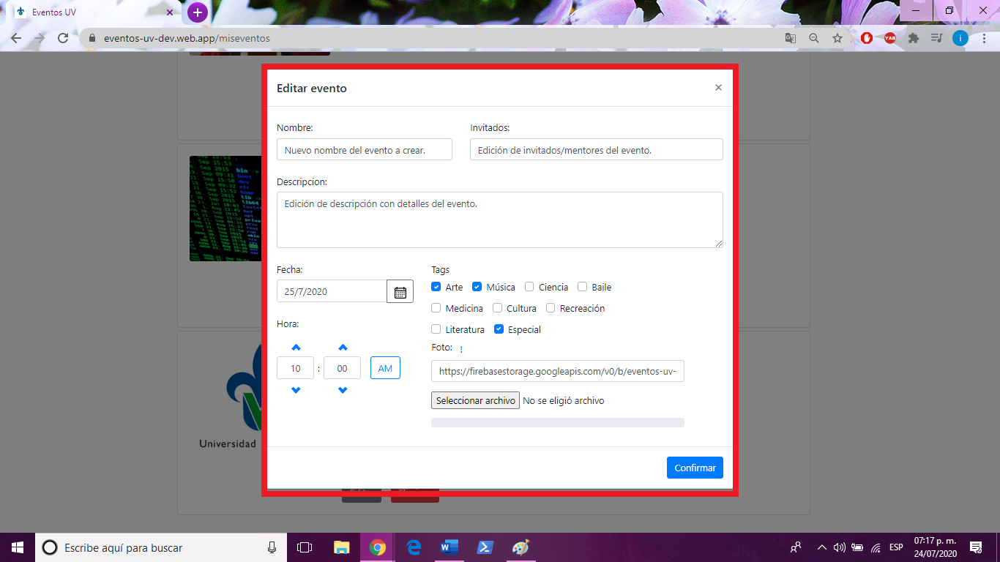 Eventos UV
eventos-uv-dev.web.app/miseventos
Editar evento
Nombre:
Invitados:
Nuevo nombre del evento a crear.
Edición de invitados/mentores del evento.
Descripcion:
Edición de descripción con detalles del evento.
Fecha:
25/7/2020
Tags
Arte Música Ciencia Baile
Medicina Cultura Recreación
Literatura Especial
Hora:
10 : 00 AM
Foto: !
https://firebasestorage.googleapis.com/v0/b/eventos-uv-
Seleccionar archivo No se eligió archivo
Universidad
Confirmar
Escribe aquí para buscar
ESP
07:17 p. m.
24/07/2020